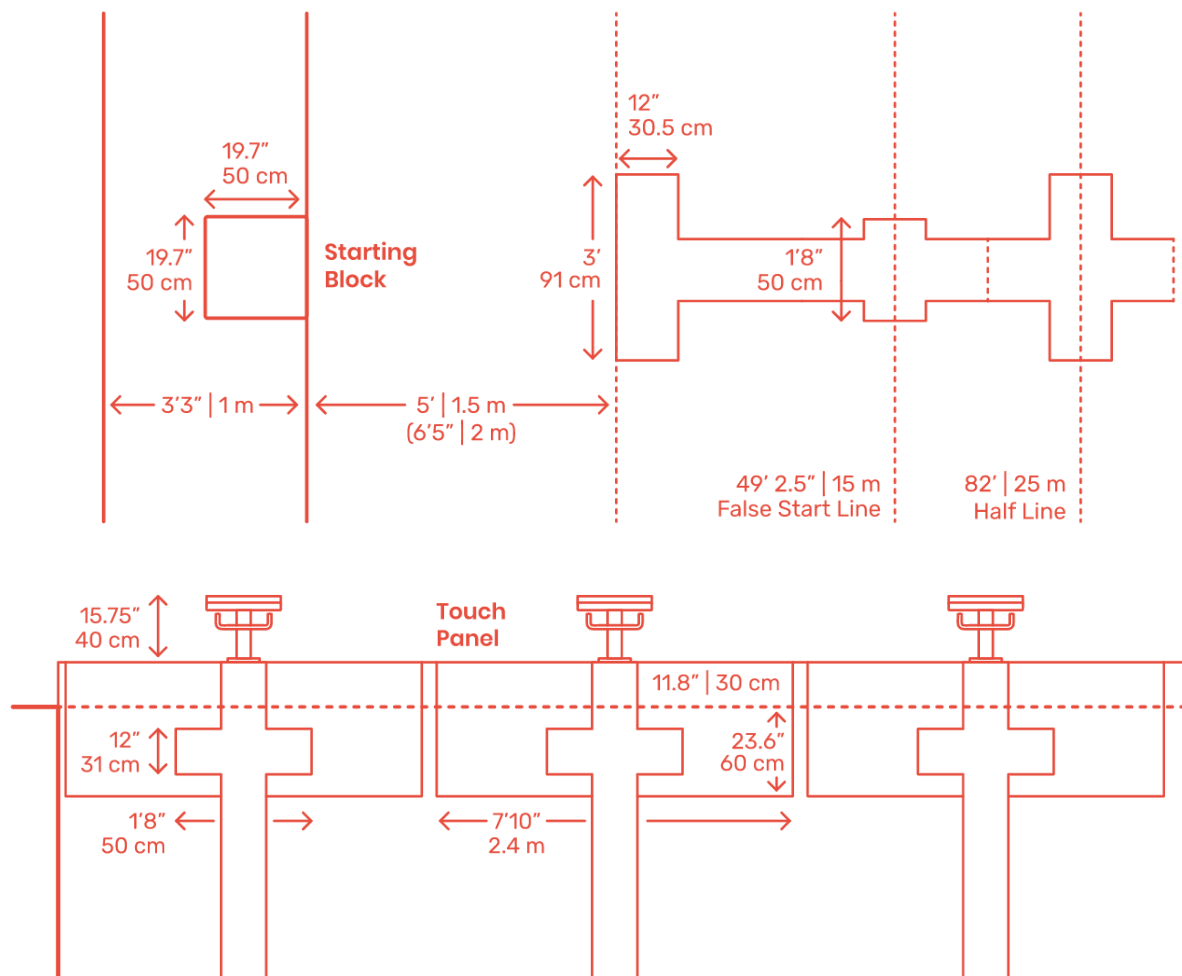 12”
30.5 cm
19.7”
50 cm
19.7”
50 cm
Starting
Block
3’
91 cm
1’8”
50 cm
3’3” | 1 m
5’ | 1.5 m
(6’5” | 2 m)
49’ 2.5” | 15 m
False Start Line
82’ | 25 m
Half Line
15.75”
40 cm
Touch
Panel
11.8” | 30 cm
12”
31 cm
23.6”
60 cm
1’8”
50 cm
7’10”
2.4 m